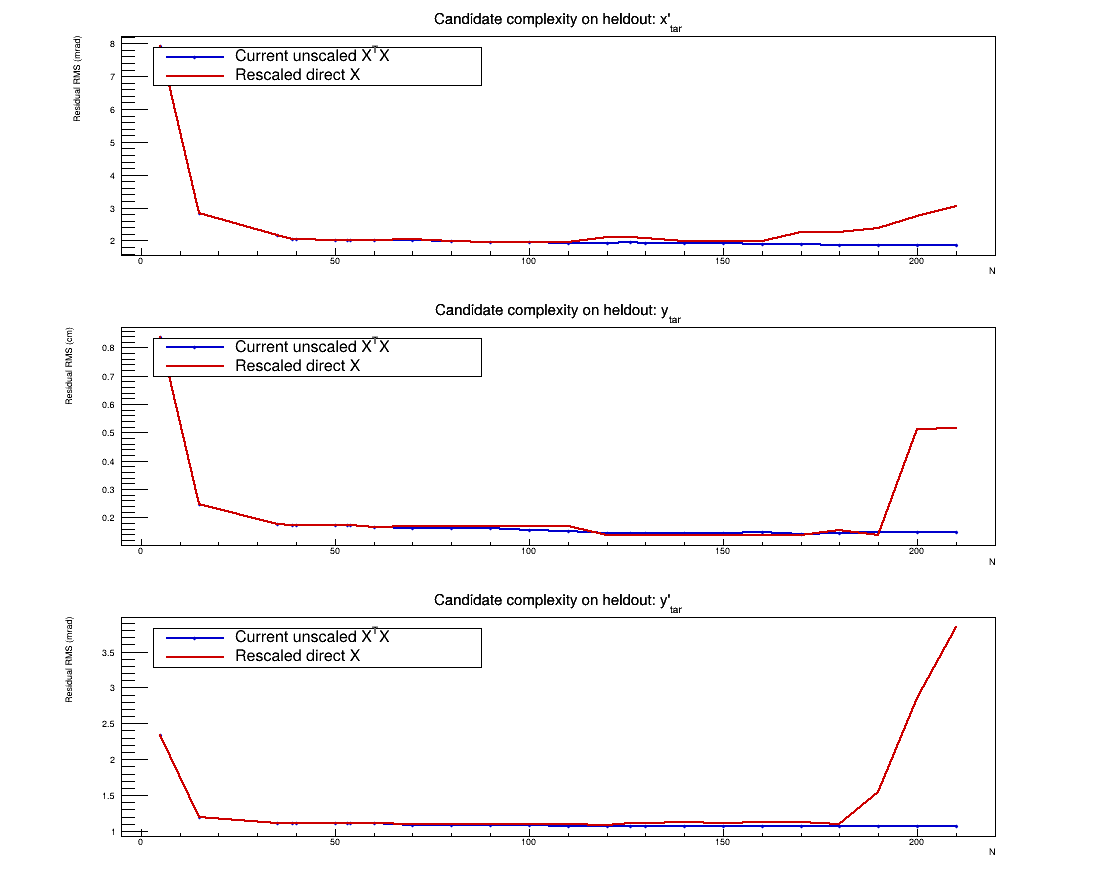 Candidate complexity on heldout: x'tar
Residual RMS (mrad)
Current unscaled XᵀX
Rescaled direct X
8
7
6
5
4
3
2
0 50 100 150 200
N
Candidate complexity on heldout: ytar
Residual RMS (cm)
Current unscaled XᵀX
Rescaled direct X
0.8
0.7
0.6
0.5
0.4
0.3
0.2
0 50 100 150 200
N
Candidate complexity on heldout: y'tar
Residual RMS (mrad)
Current unscaled XᵀX
Rescaled direct X
3.5
3
2.5
2
1.5
1
0 50 100 150 200
N